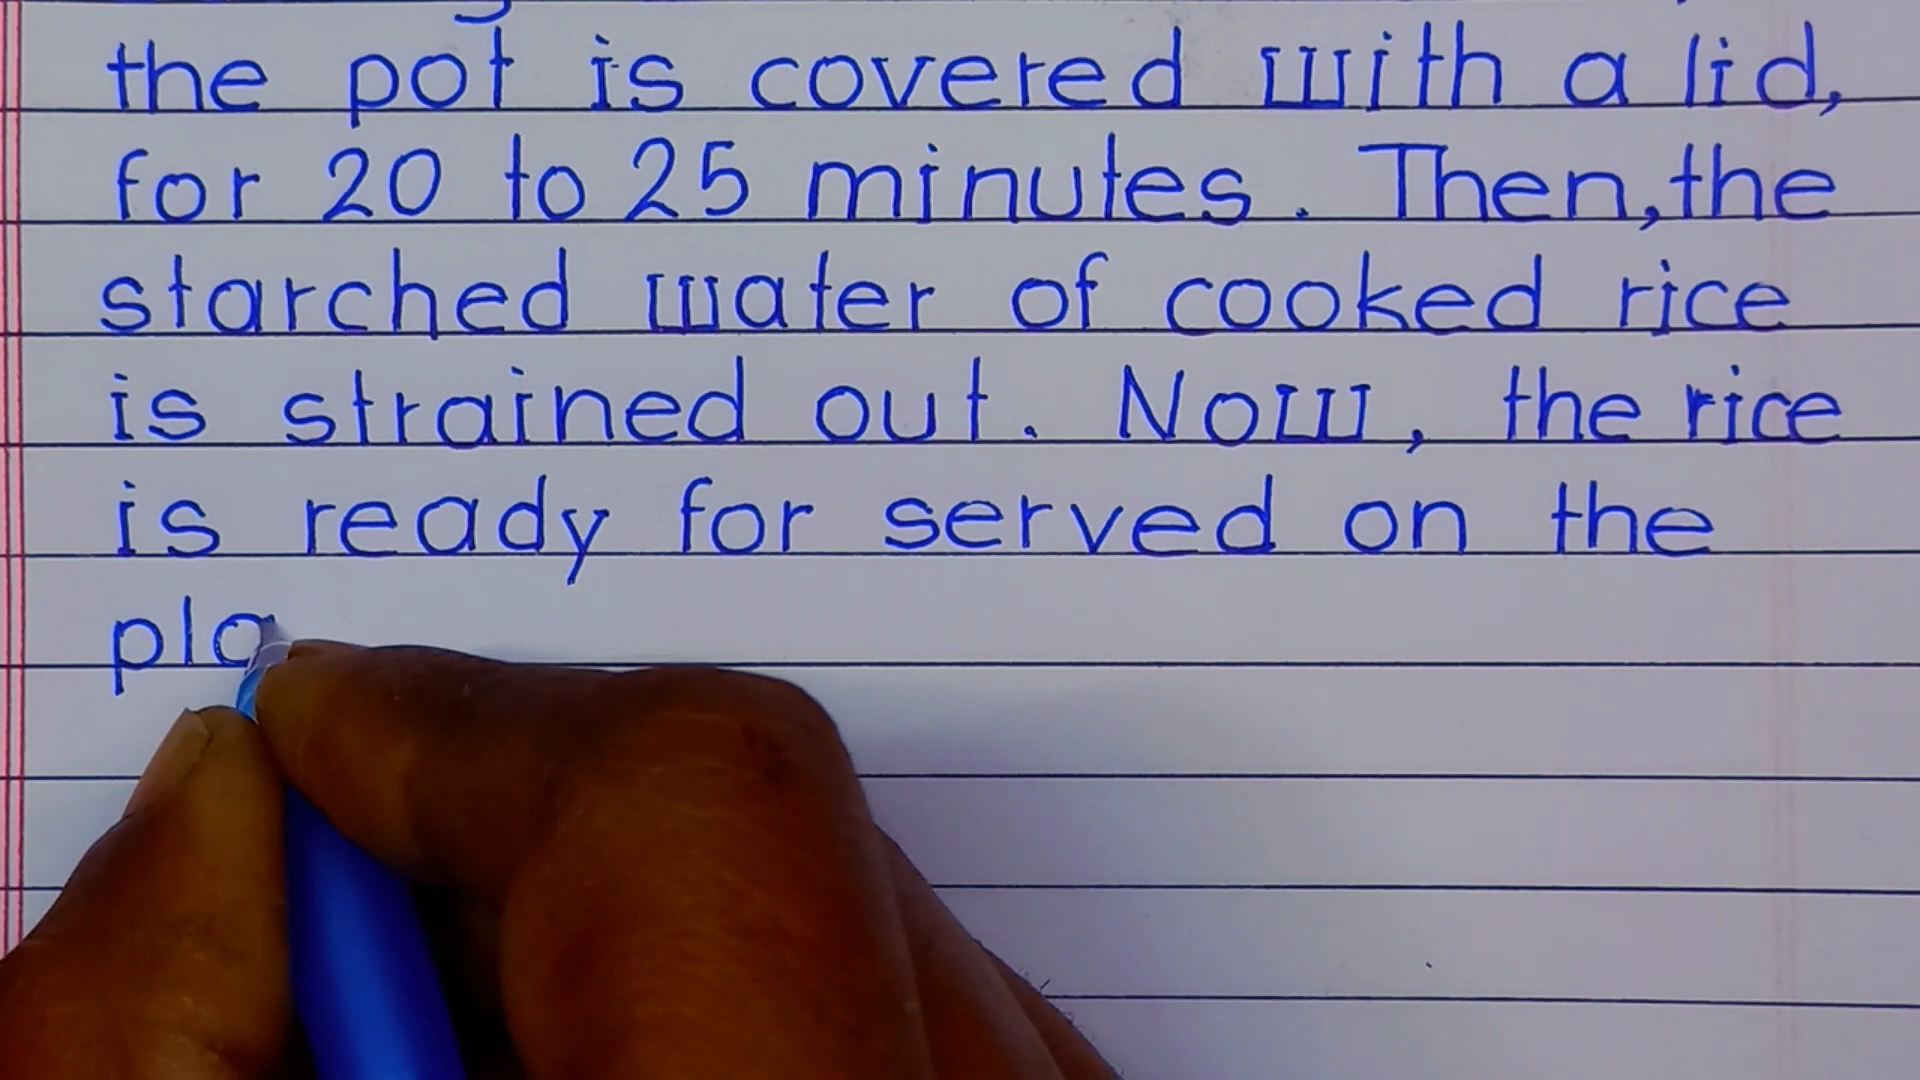 the pot is covered with a lid,
for 20 to 25 minutes. Then, the
starched water of cooked rice
is strained out. Now, the rice
is ready for served on the
pla